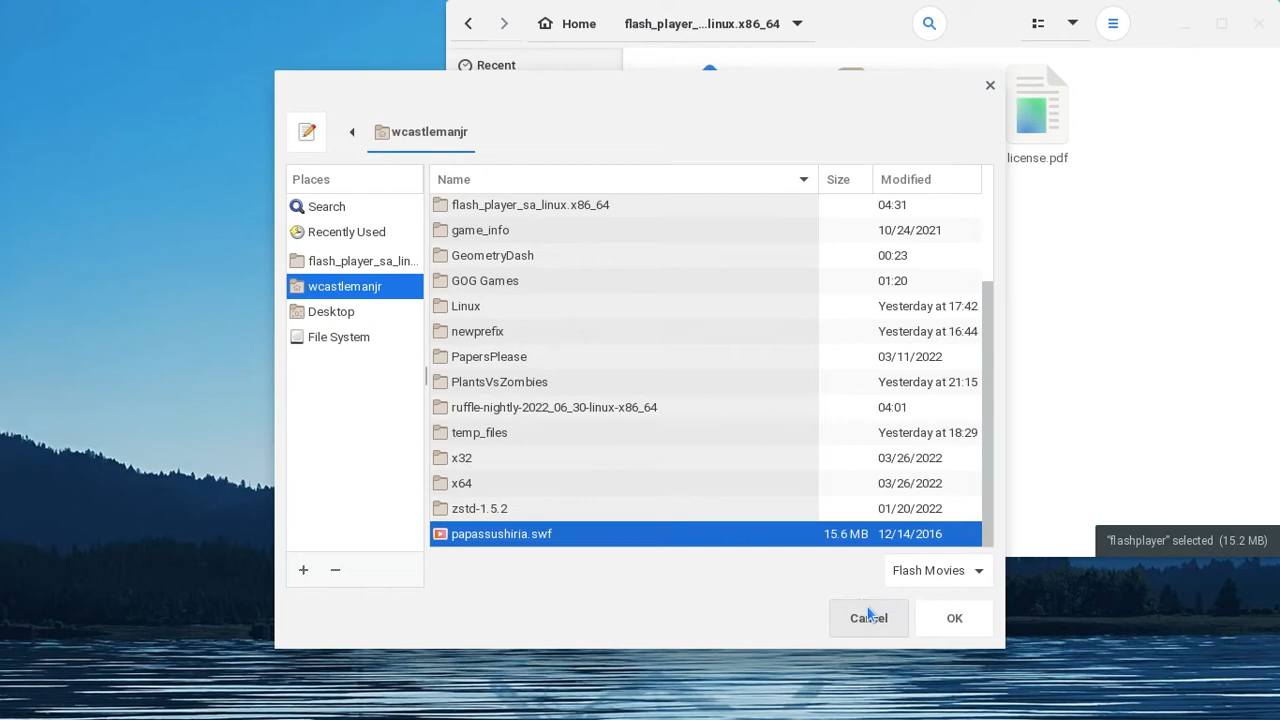 Home
flash_player_...linux.x86_64
Recent
license.pdf
wcastlemanjr
Places
Name Size Modified
Search
Recently Used
flash_player_sa_lin...
wcastlemanjr
Desktop
File System
flash_player_sa_linux.x86_64 04:31
game_info 10/24/2021
GeometryDash 00:23
GOG Games 01:20
Linux Yesterday at 17:42
newprefix Yesterday at 16:44
PapersPlease 03/11/2022
PlantsVsZombies Yesterday at 21:15
ruffle-nightly-2022_06_30-linux-x86_64 04:01
temp_files Yesterday at 18:29
x32 03/26/2022
x64 03/26/2022
zstd-1.5.2 01/20/2022
papassushiria.swf 15.6 MB 12/14/2016
"flashplayer" selected (15.2 MB)
Flash Movies
Cancel OK